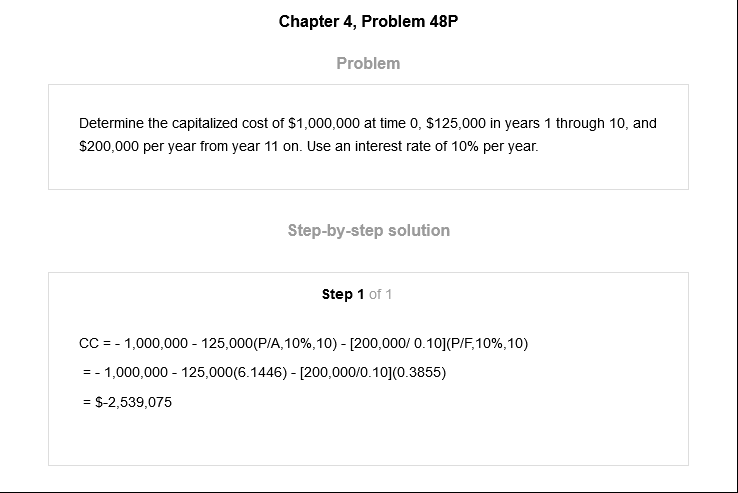 Chapter 4, Problem 48P
Problem
Determine the capitalized cost of $1,000,000 at time 0, $125,000 in years 1 through 10, and
$200,000 per year from year 11 on. Use an interest rate of 10% per year.
Step-by-step solution
Step 1 of 1
CC = - 1,000,000 - 125,000(P/A,10%,10) - [200,000/ 0.10](P/F,10%,10)
= - 1,000,000 - 125,000(6.1446) - [200,000/0.10](0.3855)
= $-2,539,075